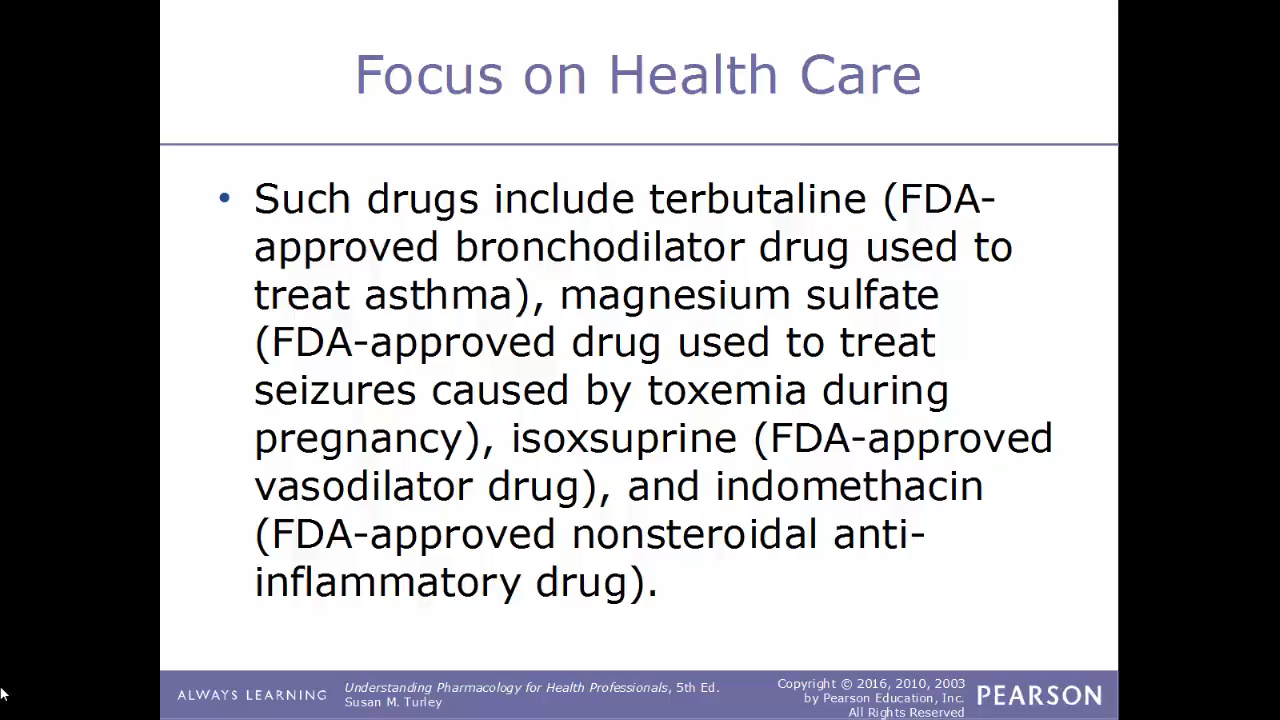 Focus on Health Care
• Such drugs include terbutaline (FDA-
approved bronchodilator drug used to
treat asthma), magnesium sulfate
(FDA-approved drug used to treat
seizures caused by toxemia during
pregnancy), isoxsuprine (FDA-approved
vasodilator drug), and indomethacin
(FDA-approved nonsteroidal anti-
inflammatory drug).
ALWAYS LEARNING
Understanding Pharmacology for Health Professionals, 5th Ed.
Susan M. Turley
Copyright © 2016, 2010, 2003
by Pearson Education, Inc.
All Rights Reserved
PEARSON